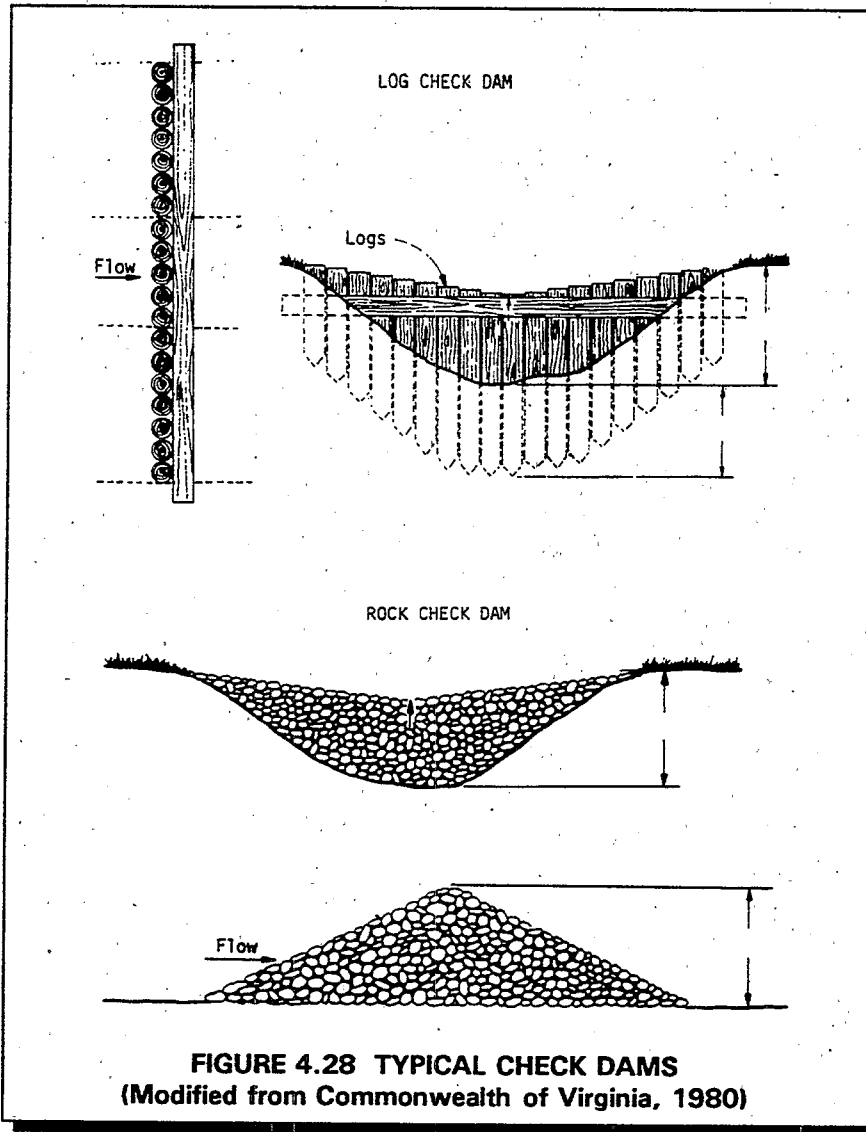 LOG CHECK DAM
Logs
Flow
ROCK CHECK DAM
Flow
FIGURE 4.28 TYPICAL CHECK DAMS
(Modified from Commonwealth of Virginia, 1980)